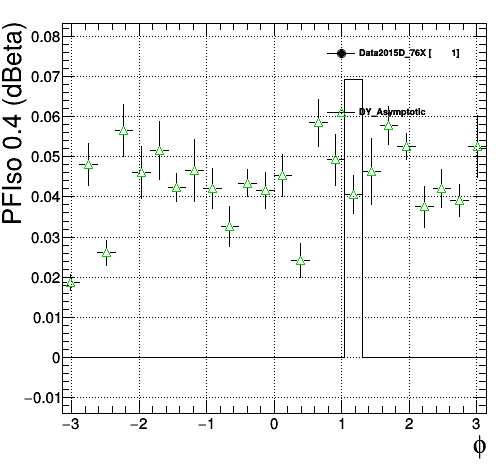 PFIso 0.4 (dBeta)
0.08
0.07
0.06
0.05
0.04
0.03
0.02
0.01
0
−0.01
Data2015D_76X [ 1]
DY_Asymptotic
−3 −2 −1 0 1 2 3
ϕ